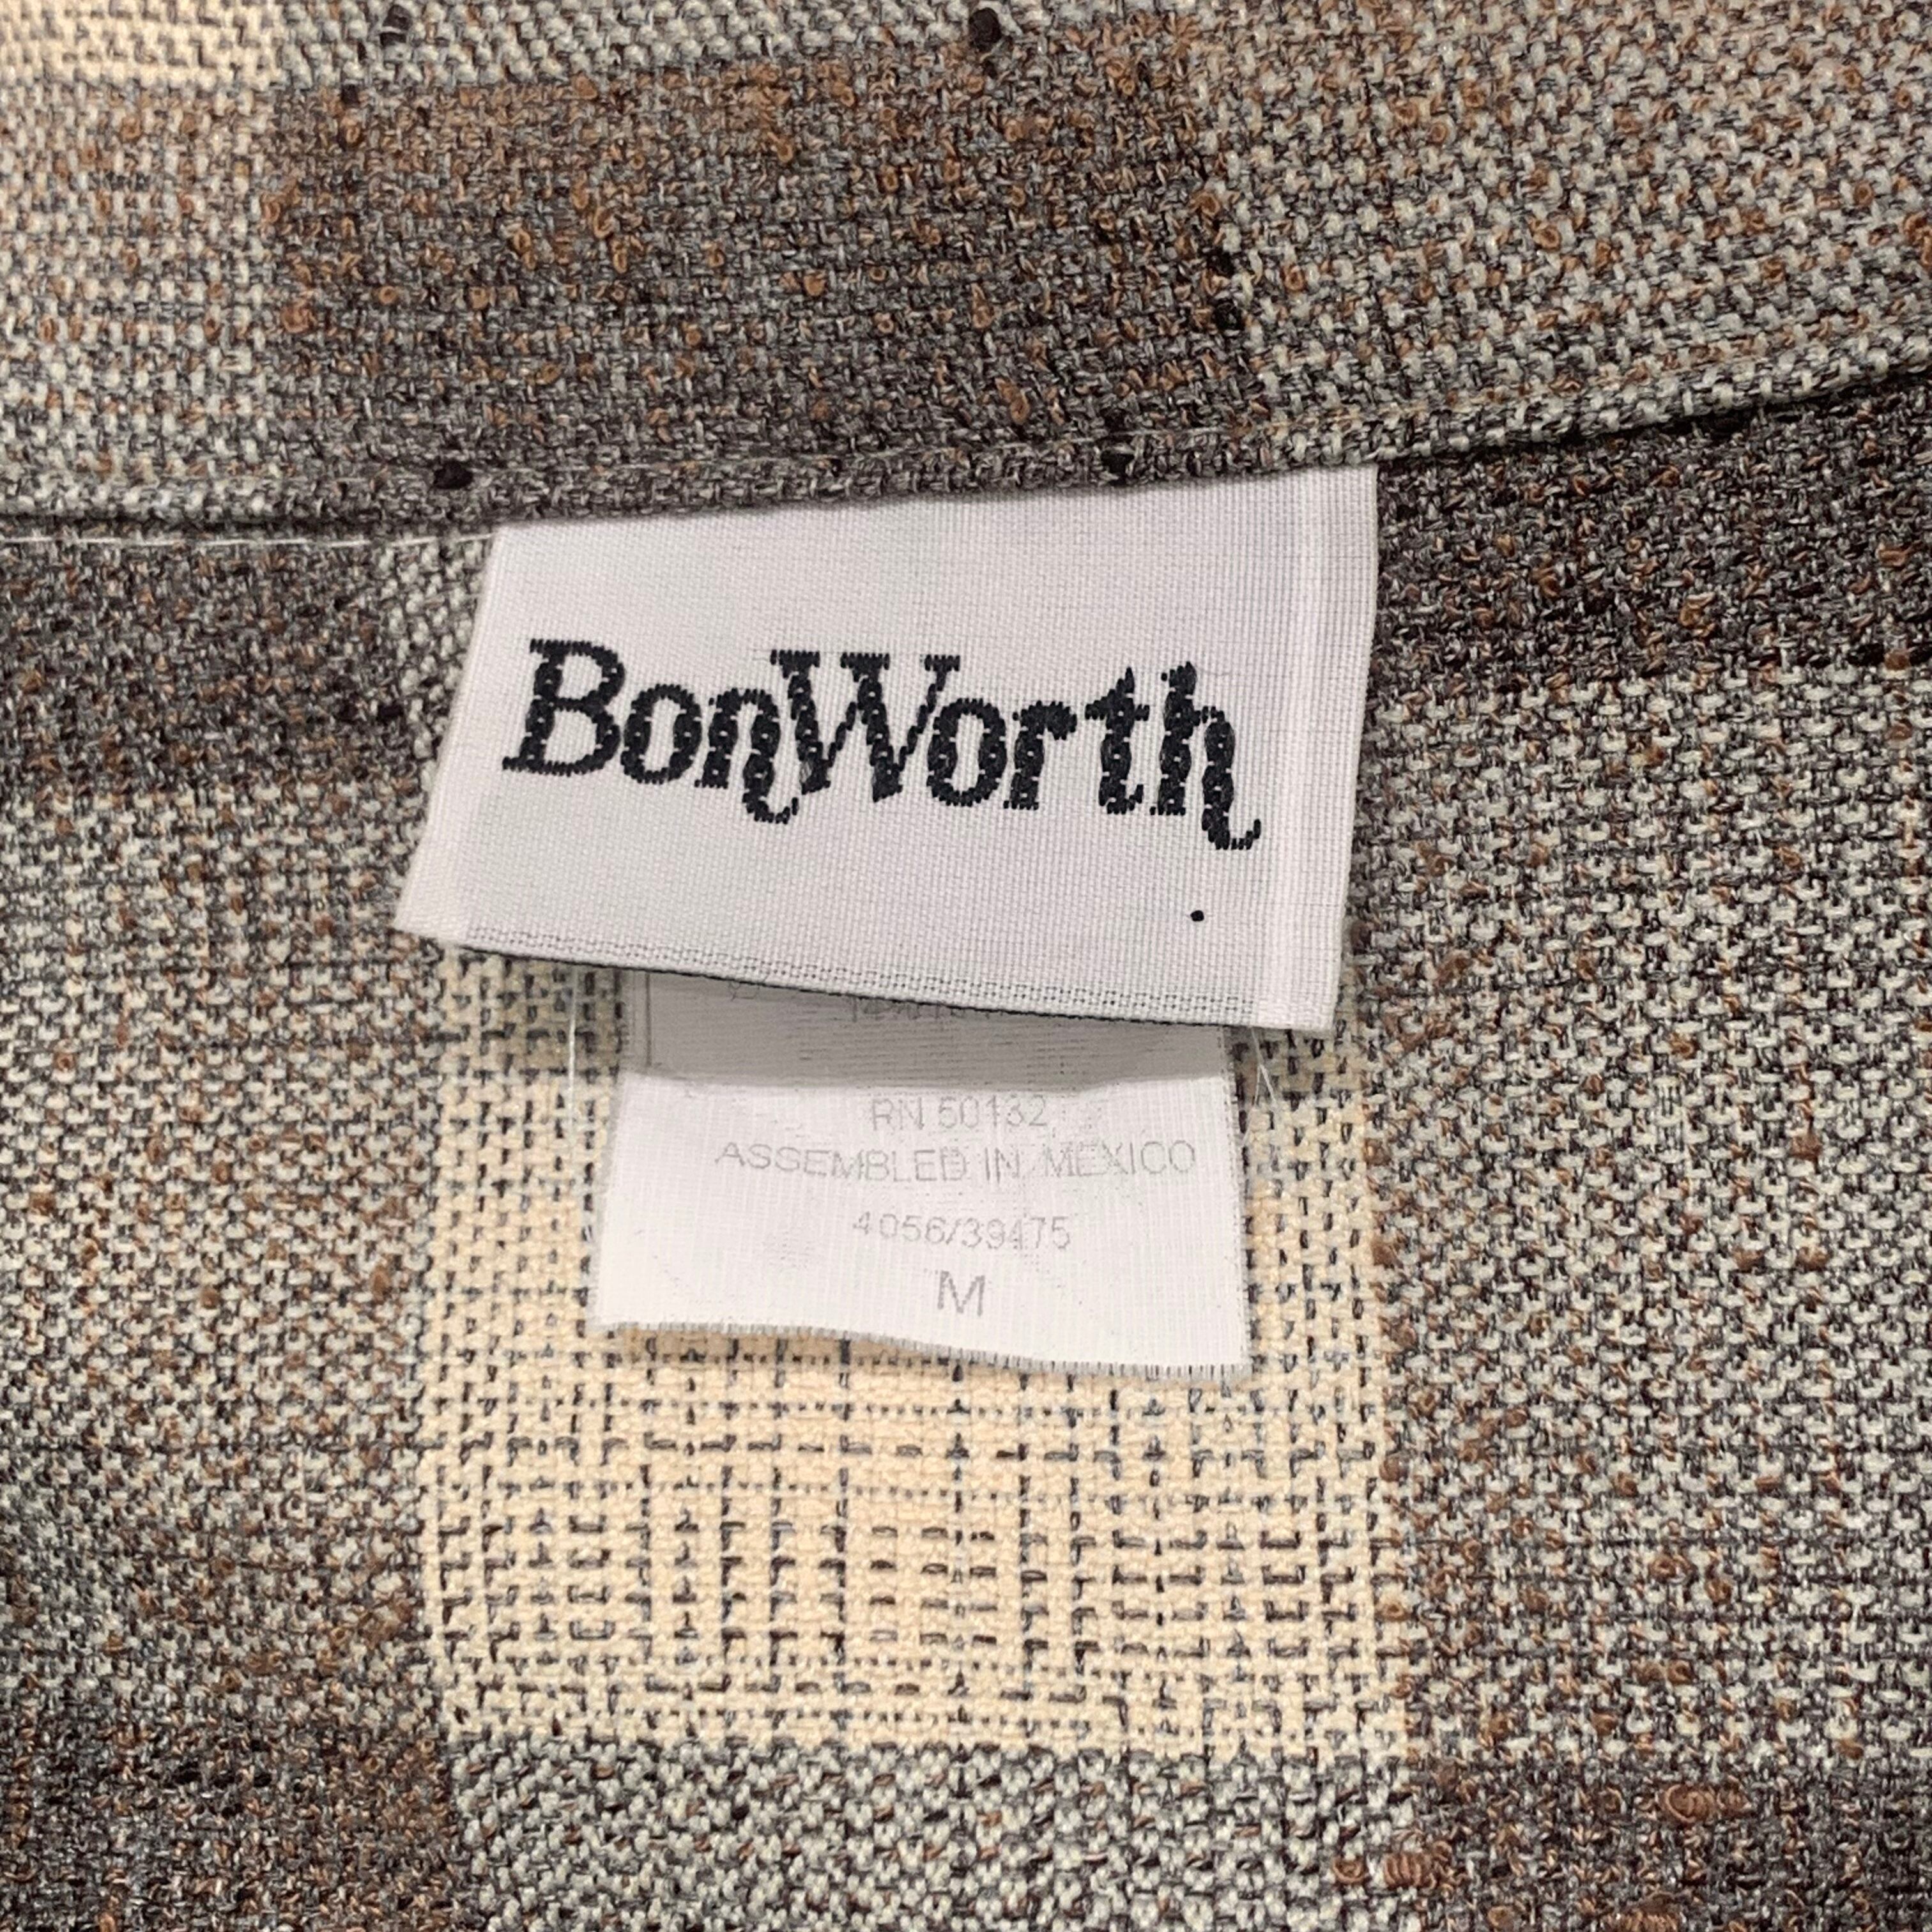 BonWorth
RN 50132
ASSEMBLED IN MEXICO
4056/39475
M